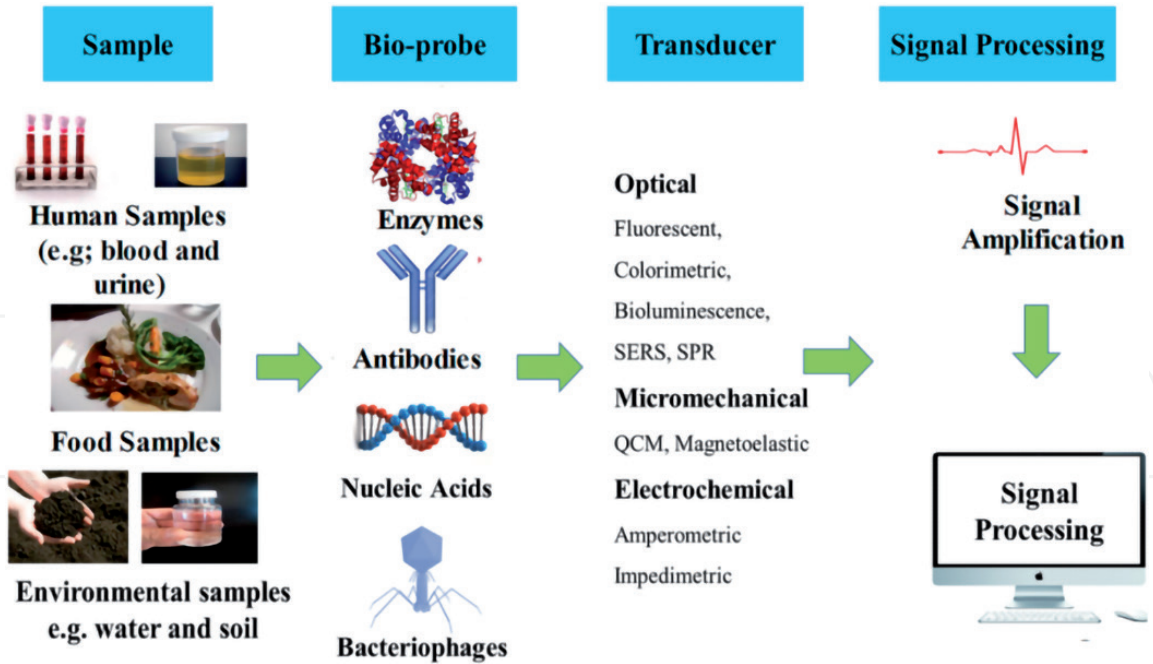 Sample
Bio-probe
Transducer
Signal Processing
Human Samples
(e.g; blood and
urine)
Food Samples
Environmental samples
e.g. water and soil
Enzymes
Antibodies
Nucleic Acids
Bacteriophages
Optical
Fluorescent,
Colorimetric,
Bioluminescence,
SERS, SPR
Micromechanical
QCM, Magnetoelastic
Electrochemical
Amperometric
Impedimetric
Signal
Amplification
Signal
Processing